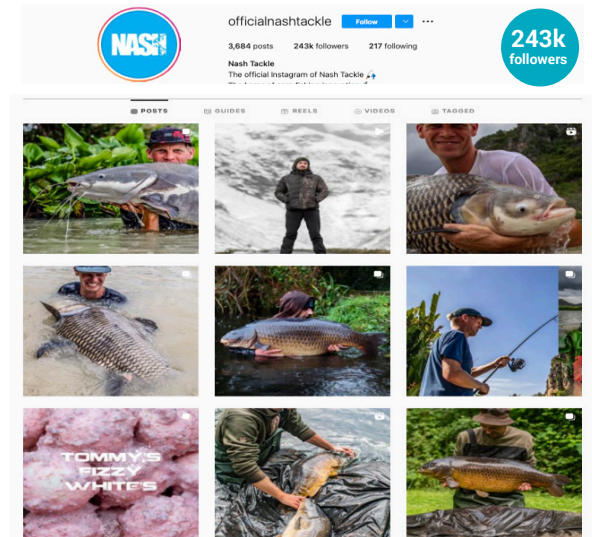 officialnashtackle Follow
3,684 posts 243k followers 217 following
Nash Tackle
The official Instagram of Nash Tackle
NASH
243k
followers
POSTS GUIDES REELS VIDEOS TAGGED
TOMMY'S
FIZZY
WHITE'S